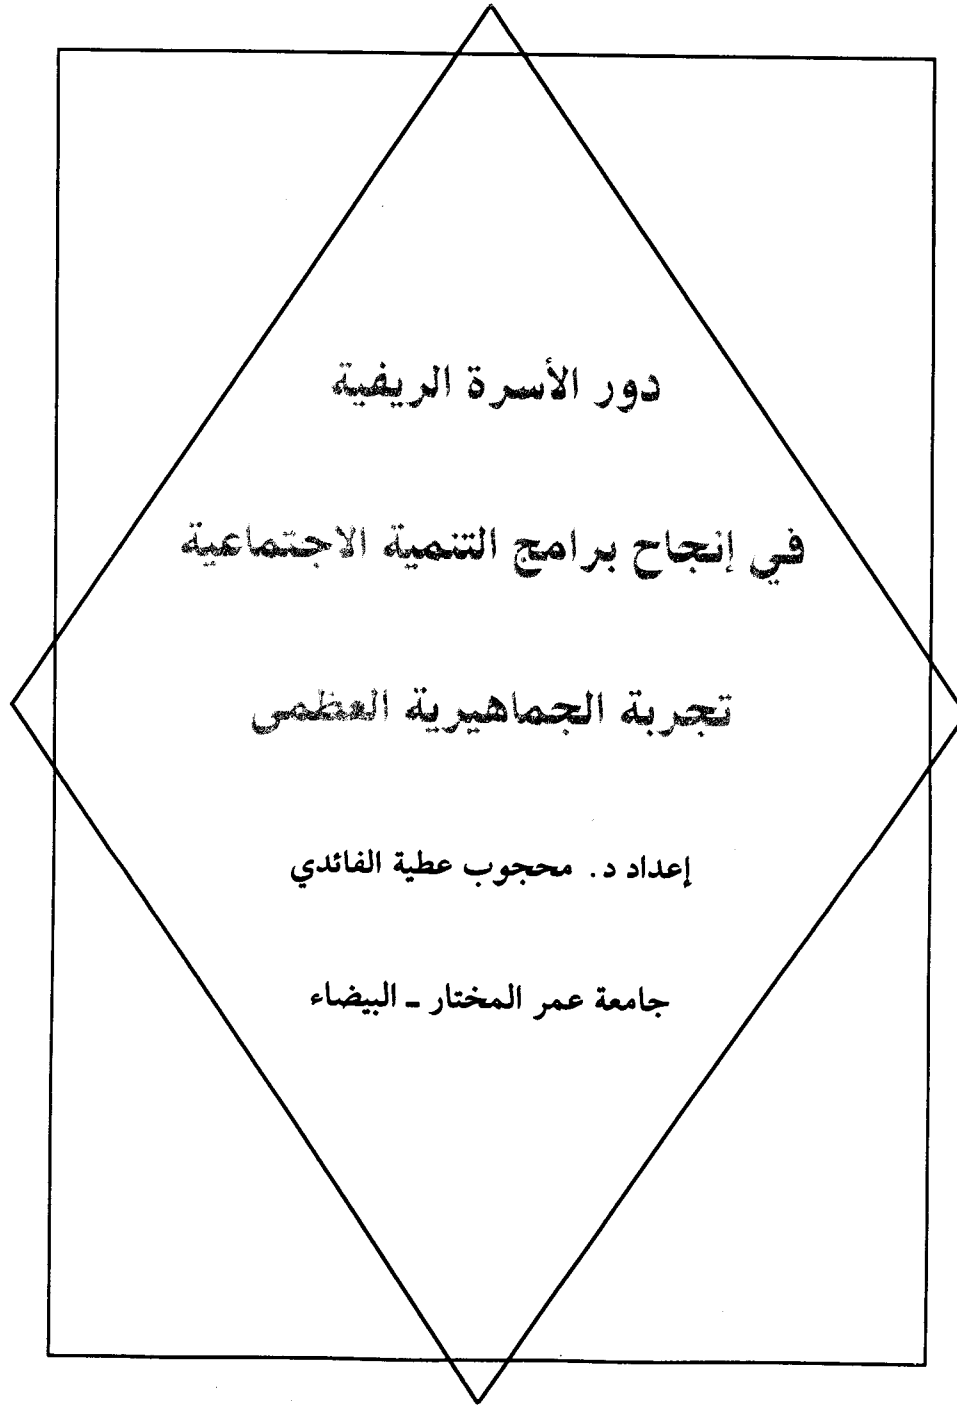 دور الأسرة الريفية
في إنجاح برامج التنمية الاجتماعية
تجربة الجماهيرية العظمى
إعداد د. محجوب عطية الفائدي
جامعة عمر المختار ـ البيضاء